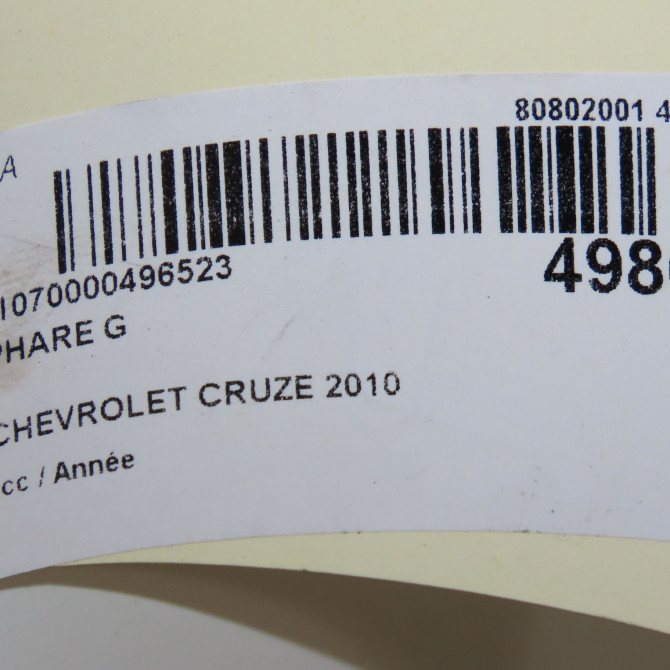 80802001 4
A
1070000496523
498
PHARE G
CHEVROLET CRUZE 2010
cc / Année